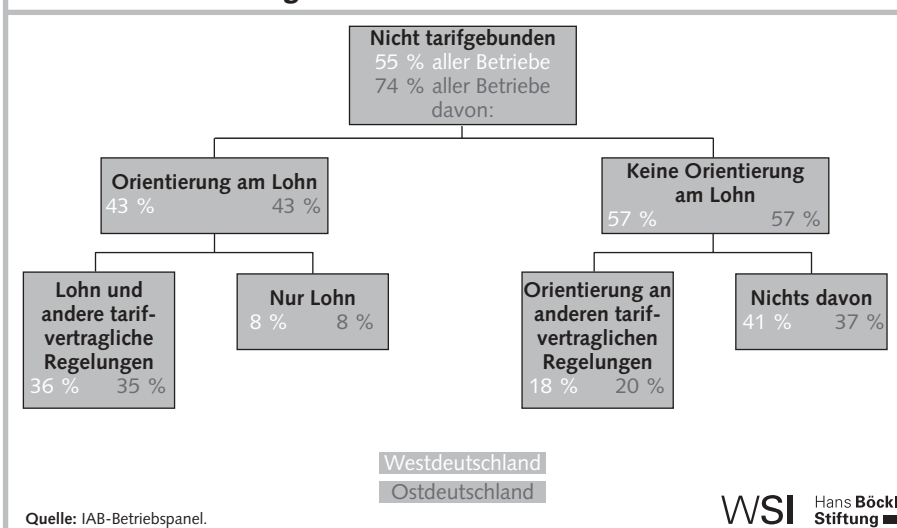 Nicht tarifgebunden
55 % aller Betriebe
74 % aller Betriebe
davon:
Orientierung am Lohn
43 % 43 %
Keine Orientierung
am Lohn
57 % 57 %
Lohn und
andere tarif-
vertragliche
Regelungen
36 % 35 %
Nur Lohn
8 % 8 %
Orientierung an
anderen tarif-
vertraglichen
Regelungen
18 % 20 %
Nichts davon
41 % 37 %
Westdeutschland
Ostdeutschland
Quelle: IAB-Betriebspanel.
WSI
Hans
Stiftung